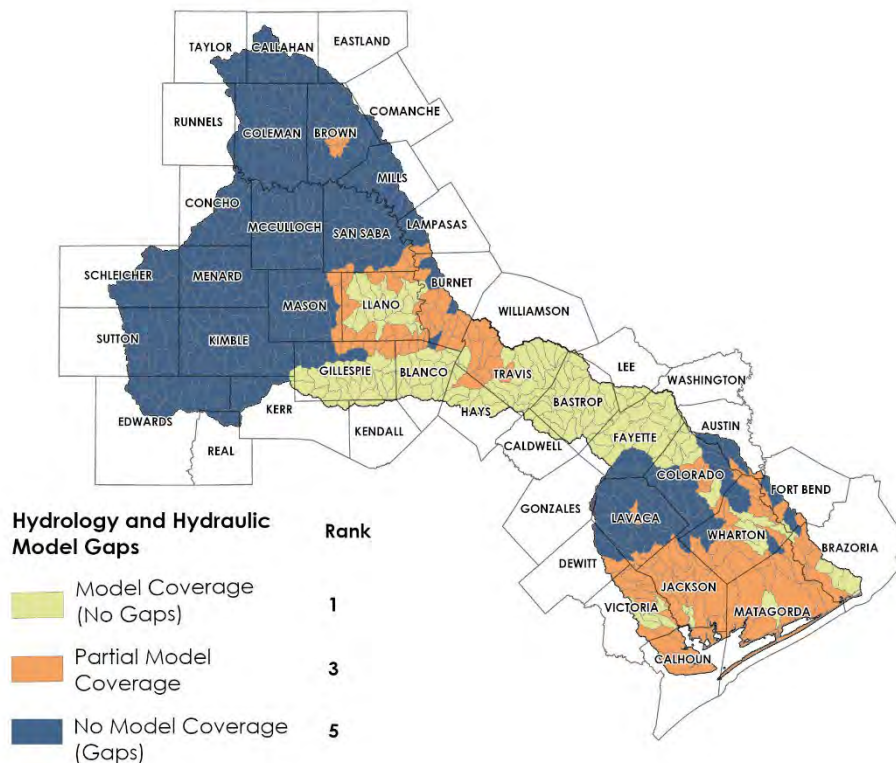 TAYLOR
CALLAHAN
EASTLAND
RUNNELS
COLEMAN
BROWN
COMANCHE
MILLS
CONCHO
MCCULLOCH
SAN SABA
LAMPASAS
SCHLEICHER
MENARD
MASON
LLANO
BURNET
WILLIAMSON
SUTTON
KIMBLE
GILLESPIE
BLANCO
TRAVIS
LEE
WASHINGTON
EDWARDS
REAL
KERR
KENDALL
HAYS
BASTROP
CALDWELL
FAYETTE
AUSTIN
COLORADO
GONZALES
LAVACA
FORT BEND
WHARTON
BRAZORIA
DEWITT
JACKSON
VICTORIA
MATAGORDA
CALHOUN
Hydrology and Hydraulic
Model Gaps
Rank
Model Coverage
(No Gaps)
1
Partial Model
Coverage
3
No Model Coverage
(Gaps)
5